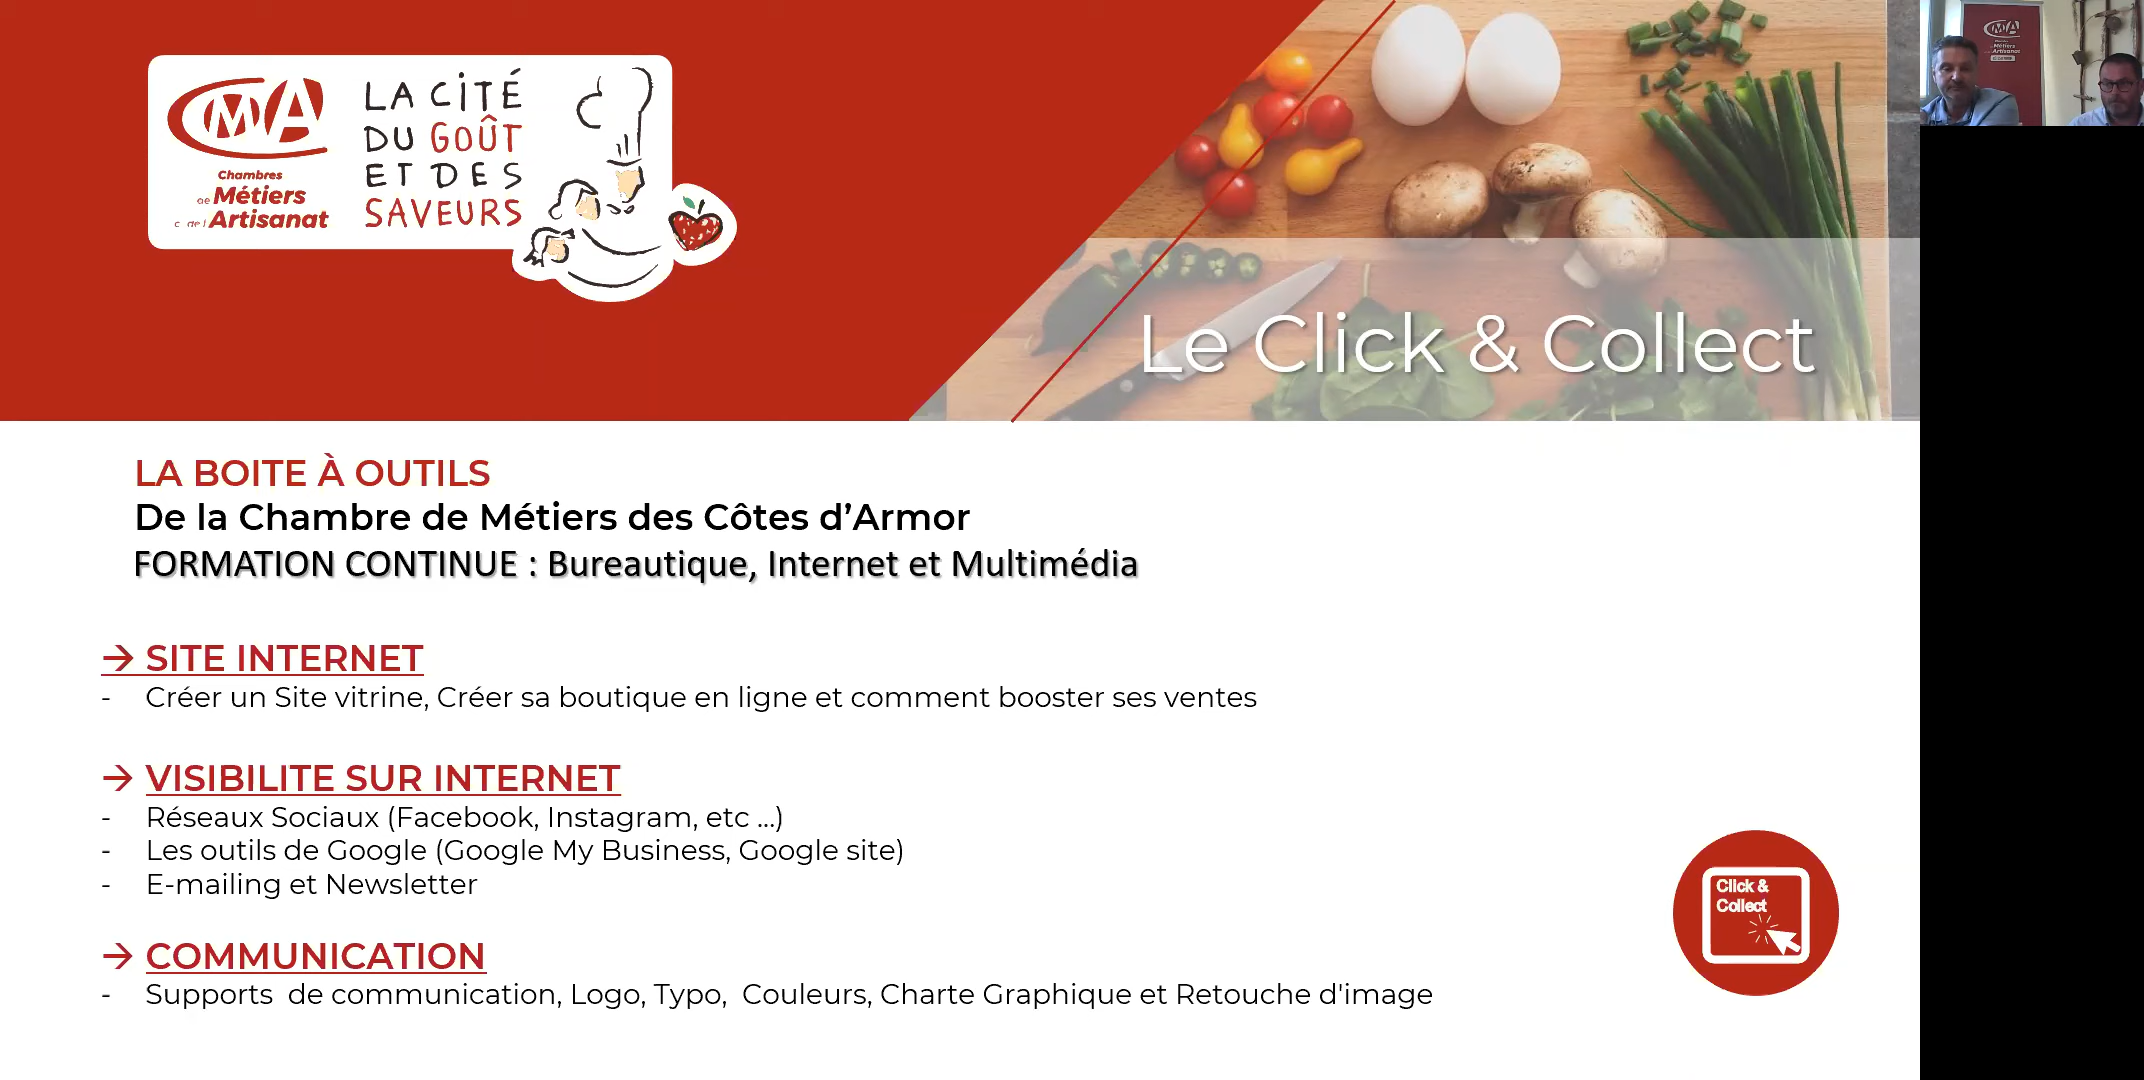 CMA
Chambres
de Métiers
Artisanat
LA CITÉ
DU GOÛT
ET DES
SAVEURS
CMA
Chambres
de Métiers
Le Click & Collect
LA BOITE À OUTILS
De la Chambre de Métiers des Côtes d’Armor
FORMATION CONTINUE : Bureautique, Internet et Multimédia
→ SITE INTERNET
- Créer un Site vitrine, Créer sa boutique en ligne et comment booster ses ventes
→ VISIBILITE SUR INTERNET
- Réseaux Sociaux (Facebook, Instagram, etc ...)
- Les outils de Google (Google My Business, Google site)
- E-mailing et Newsletter
Click &
Collect
→ COMMUNICATION
- Supports de communication, Logo, Typo, Couleurs, Charte Graphique et Retouche d'image